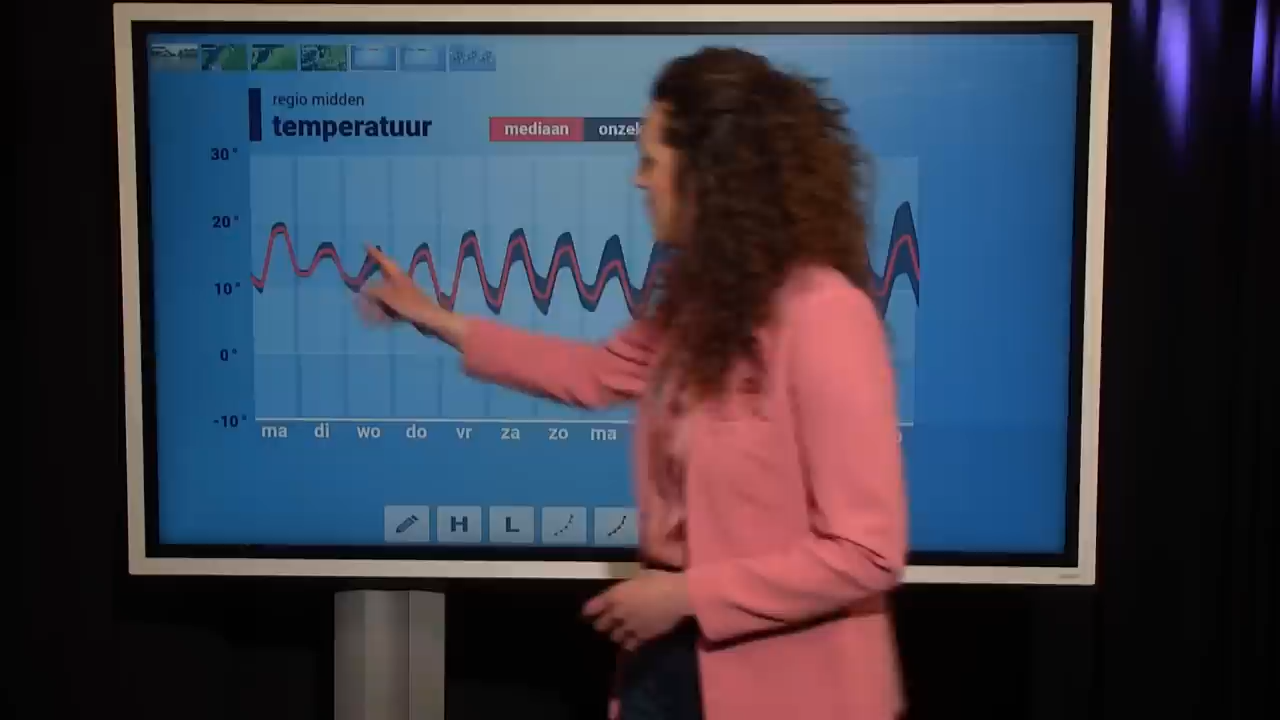 regio midden
temperatuur
mediaan onzek
30°
20°
10°
0°
-10°
ma di wo do vr za zo ma
H L